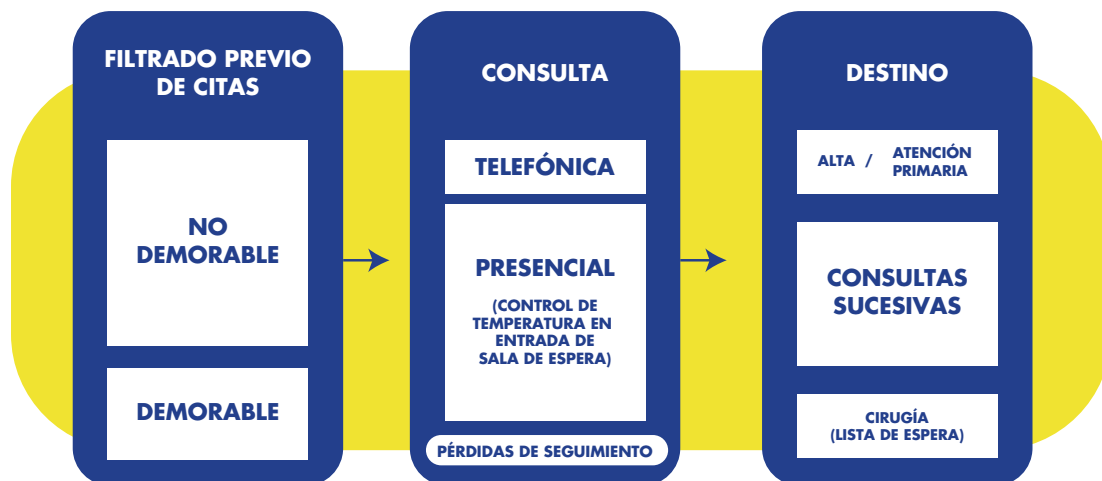 FILTRADO PREVIO
DE CITAS
NO
DEMORABLE
DEMORABLE
CONSULTA
TELEFÓNICA
PRESENCIAL
(CONTROL DE
TEMPERATURA EN
ENTRADA DE
SALA DE ESPERA)
PÉRDIDAS DE SEGUIMIENTO
DESTINO
ALTA / ATENCIÓN
PRIMARIA
CONSULTAS
SUCESIVAS
CIRUGÍA
(LISTA DE ESPERA)